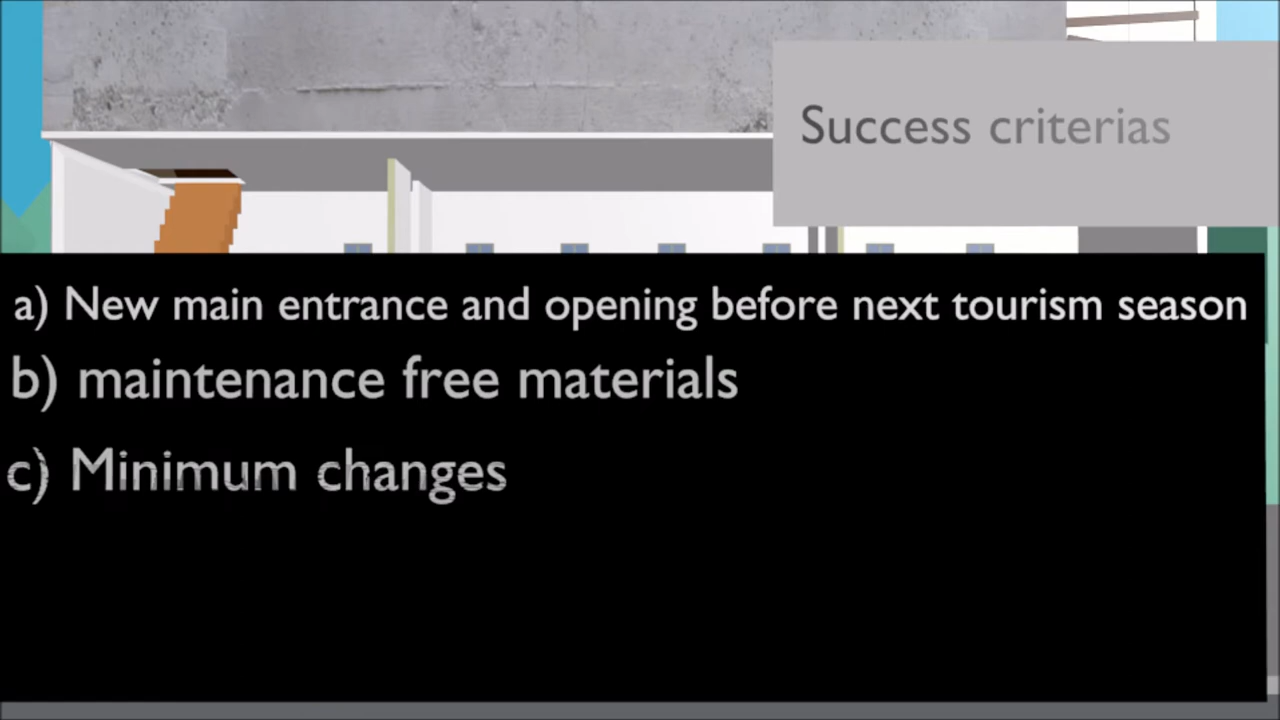 Success criterias
a) New main entrance and opening before next tourism season
b) maintenance free materials
c) Minimum changes